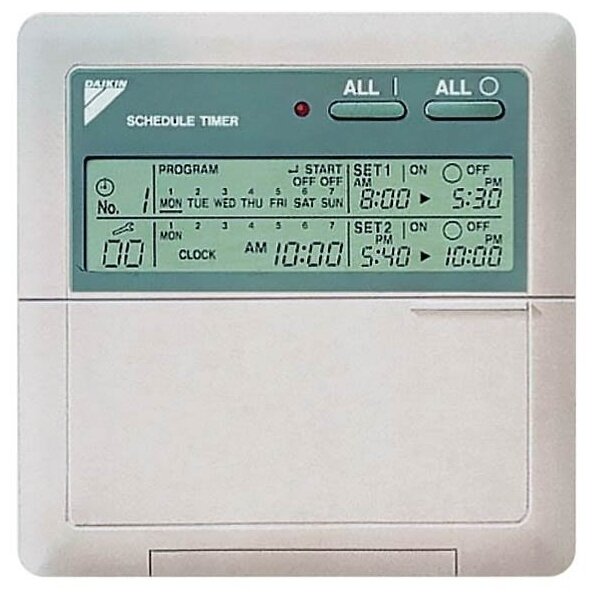 DAIKIN
ALL | ALL ○
SCHEDULE TIMER
PROGRAM START SET1 | ON ○ OFF
OFF OFF AM PM
No. 1 1 2 3 4 5 6 7 8:00 ► 5:30
MON TUE WED THU FRI SAT SUN
1 2 3 4 5 6 7 SET2 | ON ○ OFF
MON PM PM
00 CLOCK AM 10:00 5:40 ► 10:00